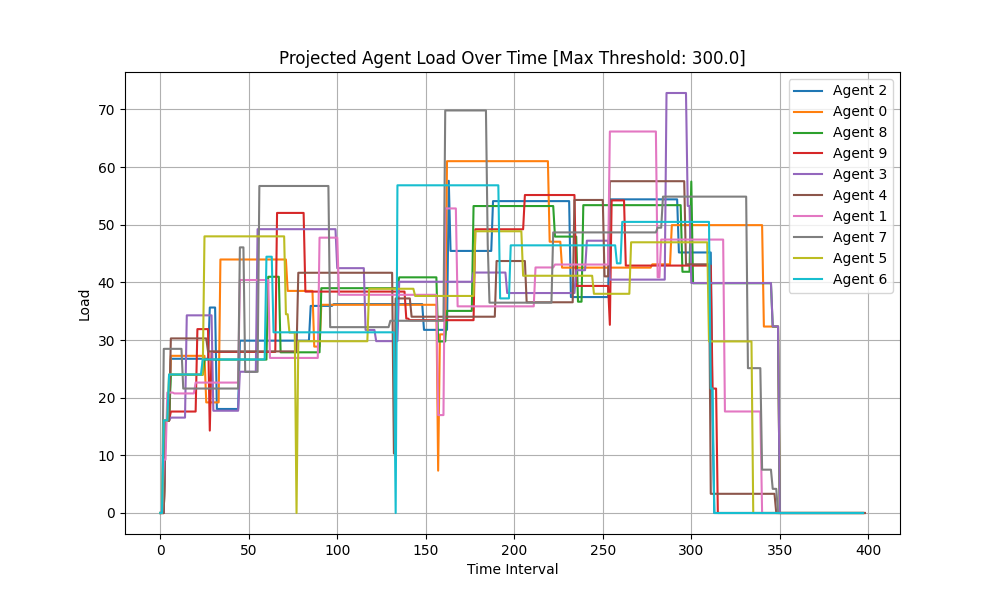 Projected Agent Load Over Time [Max Threshold: 300.0]
Load
70
60
50
40
30
20
10
0
0 50 100 150 200 250 300 350 400
Time Interval
Agent 2
Agent 0
Agent 8
Agent 9
Agent 3
Agent 4
Agent 1
Agent 7
Agent 5
Agent 6